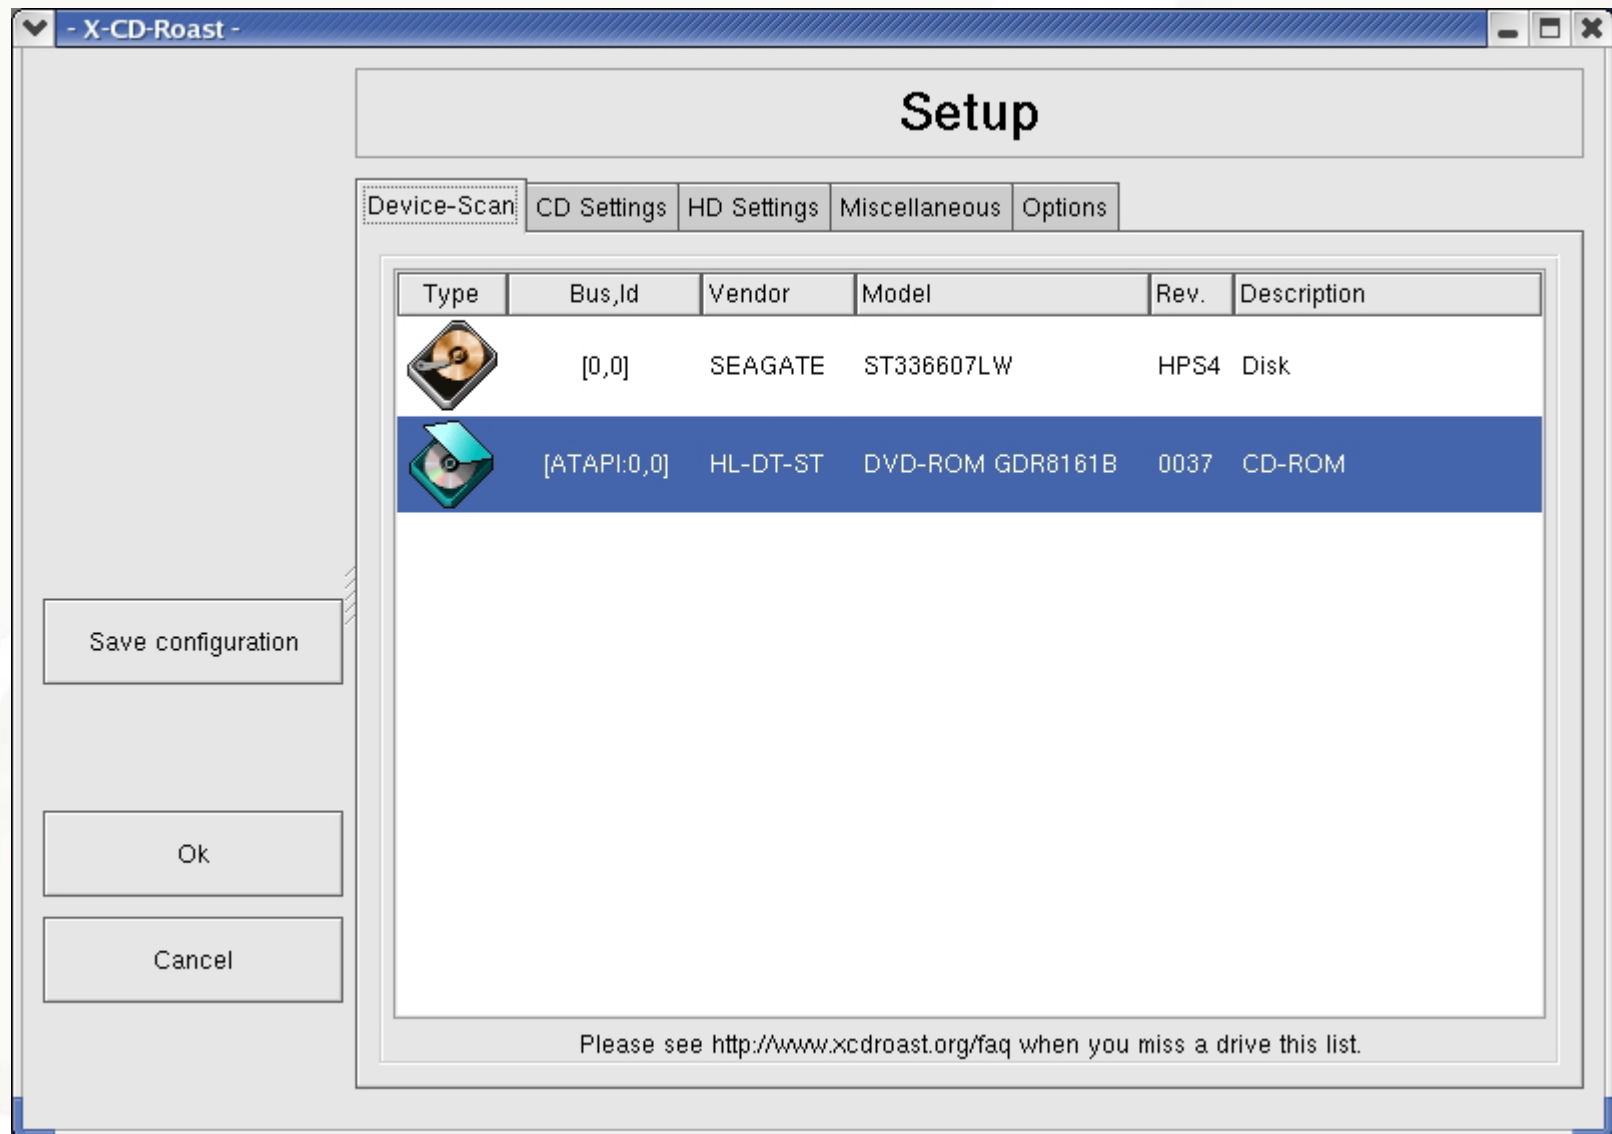 - X-CD-Roast -
Setup
Device-Scan CD Settings HD Settings Miscellaneous Options
Type Bus,Id Vendor Model Rev. Description
[0,0] SEAGATE ST336607LW HPS4 Disk
[ATAPI:0,0] HL-DT-ST DVD-ROM GDR8161B 0037 CD-ROM
Save configuration
Ok
Cancel
Please see http://www.xcdroast.org/faq when you miss a drive this list.